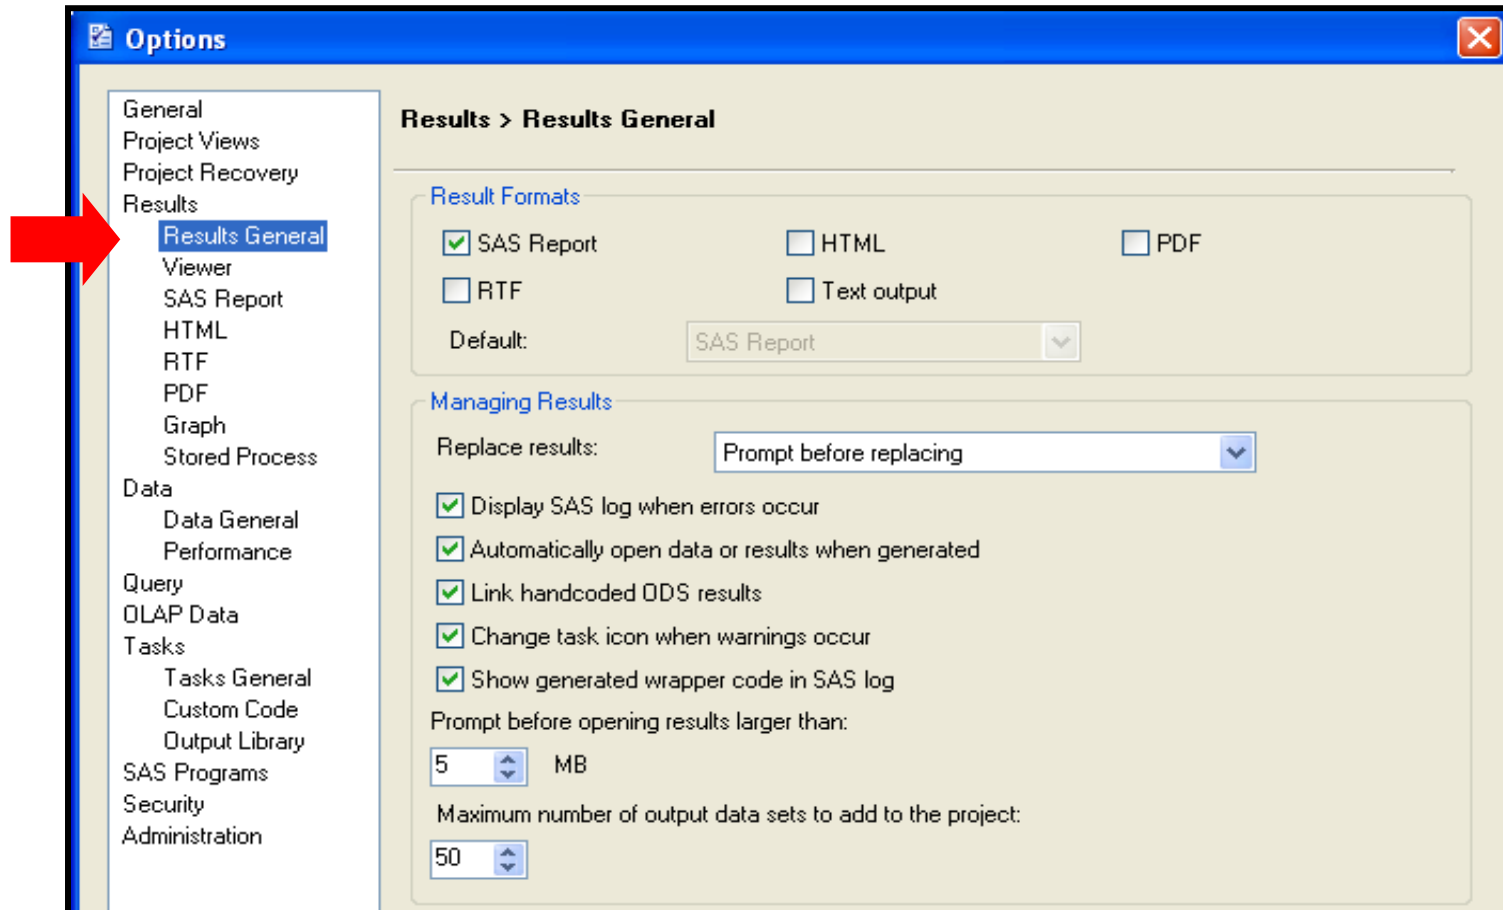 Options
General
Project Views
Project Recovery
Results
Results General
Viewer
SAS Report
HTML
RTF
PDF
Graph
Stored Process
Data
Data General
Performance
Query
OLAP Data
Tasks
Tasks General
Custom Code
Output Library
SAS Programs
Security
Administration
Results > Results General
Result Formats
SAS Report HTML PDF
RTF Text output
Default: SAS Report
Managing Results
Replace results: Prompt before replacing
Display SAS log when errors occur
Automatically open data or results when generated
Link handcoded ODS results
Change task icon when warnings occur
Show generated wrapper code in SAS log
Prompt before opening results larger than:
5 MB
Maximum number of output data sets to add to the project:
50